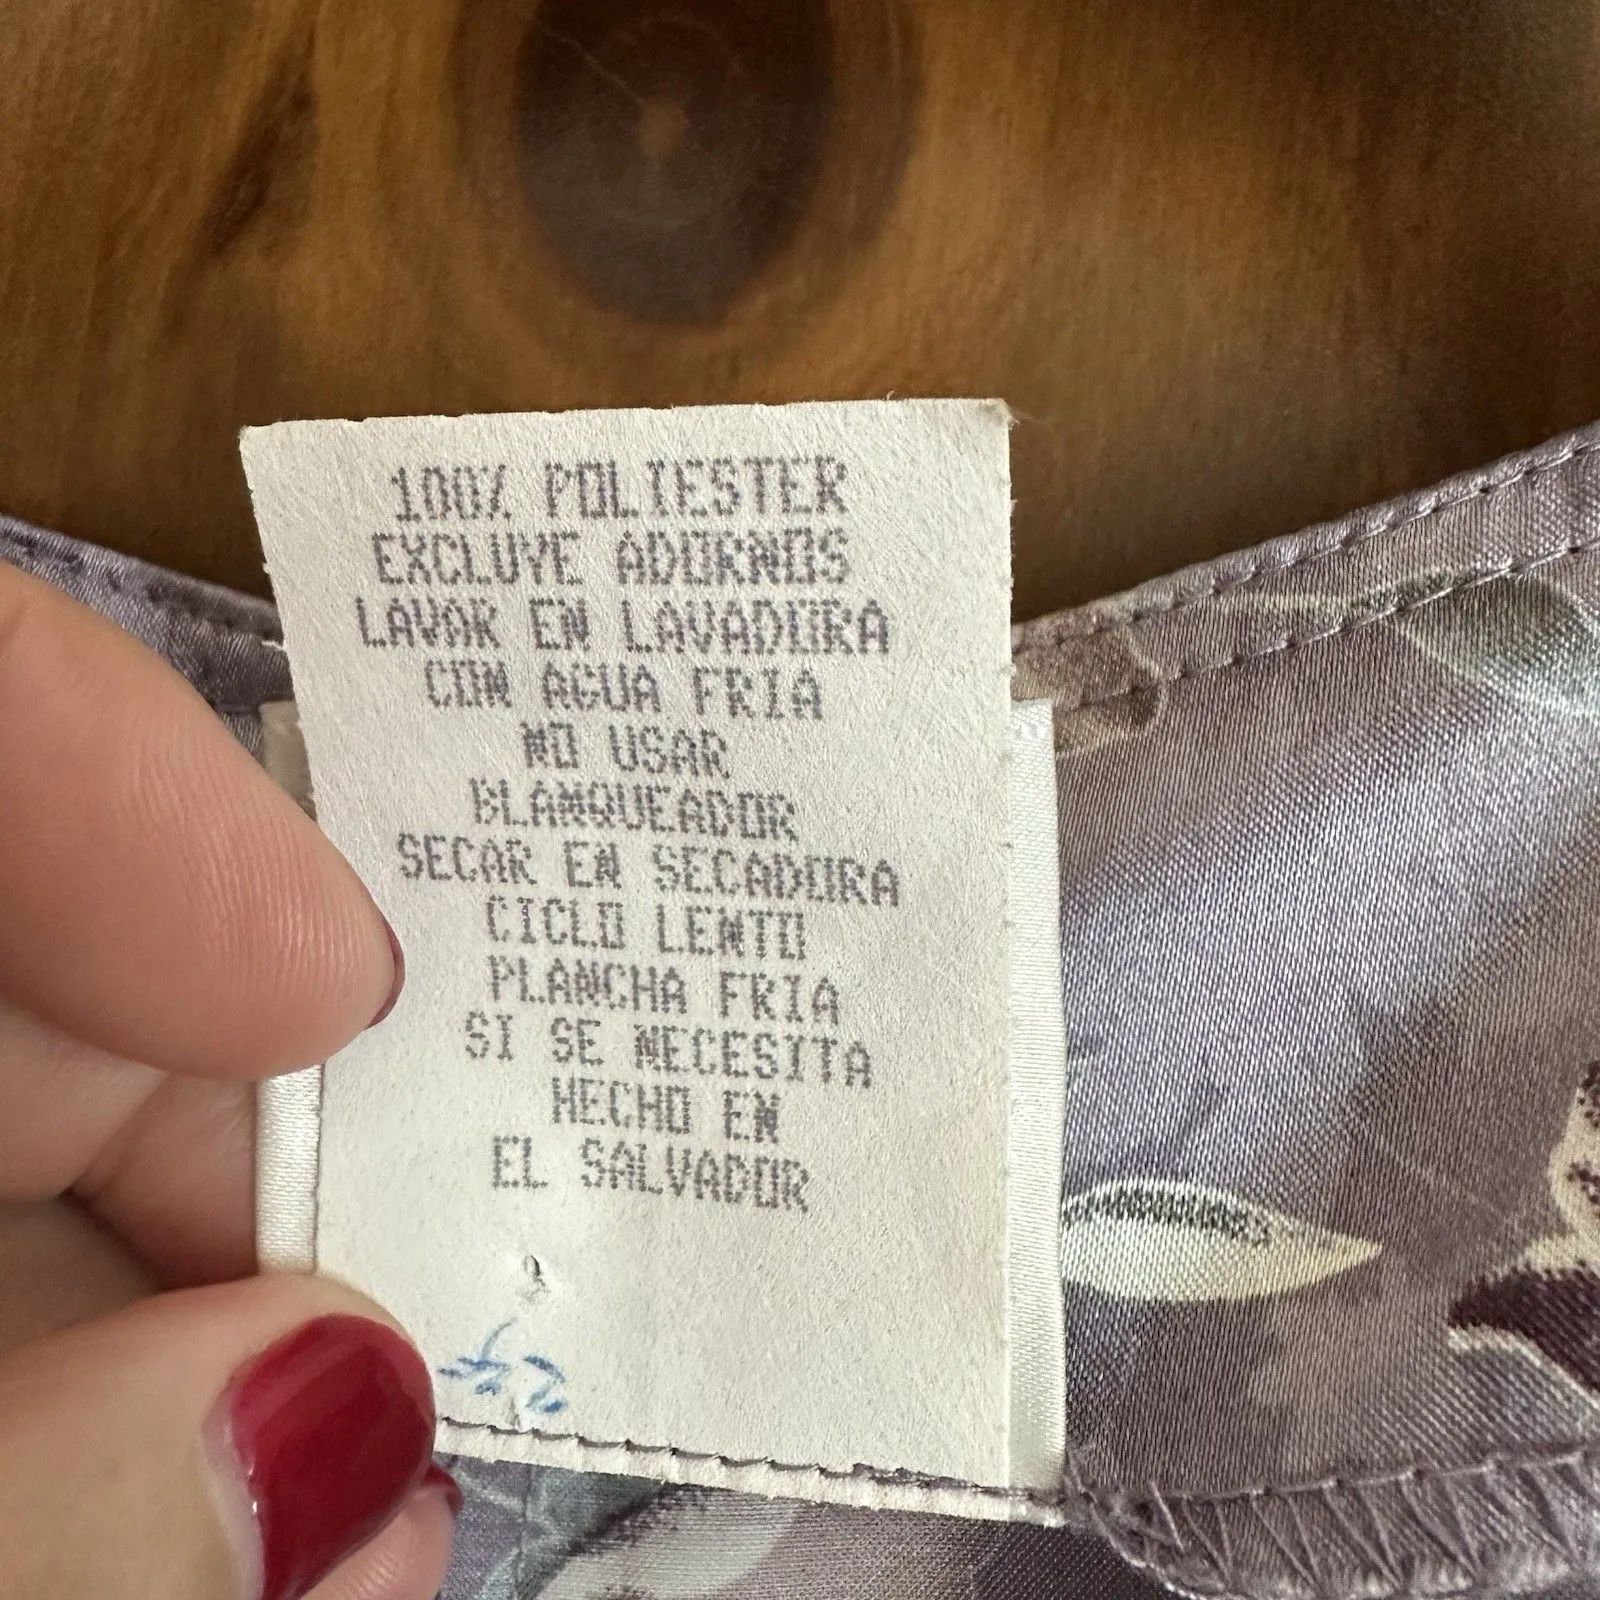 100% POLIESTER
EXCLUYE ADORNOS
LAVAR EN LAVADORA
CON AGUA FRIA
NO USAR
BLANQUEADOR
SECAR EN SECADORA
CICLO LENTO
PLANCHA FRIA
SI SE NECESITA
HECHO EN
EL SALVADOR